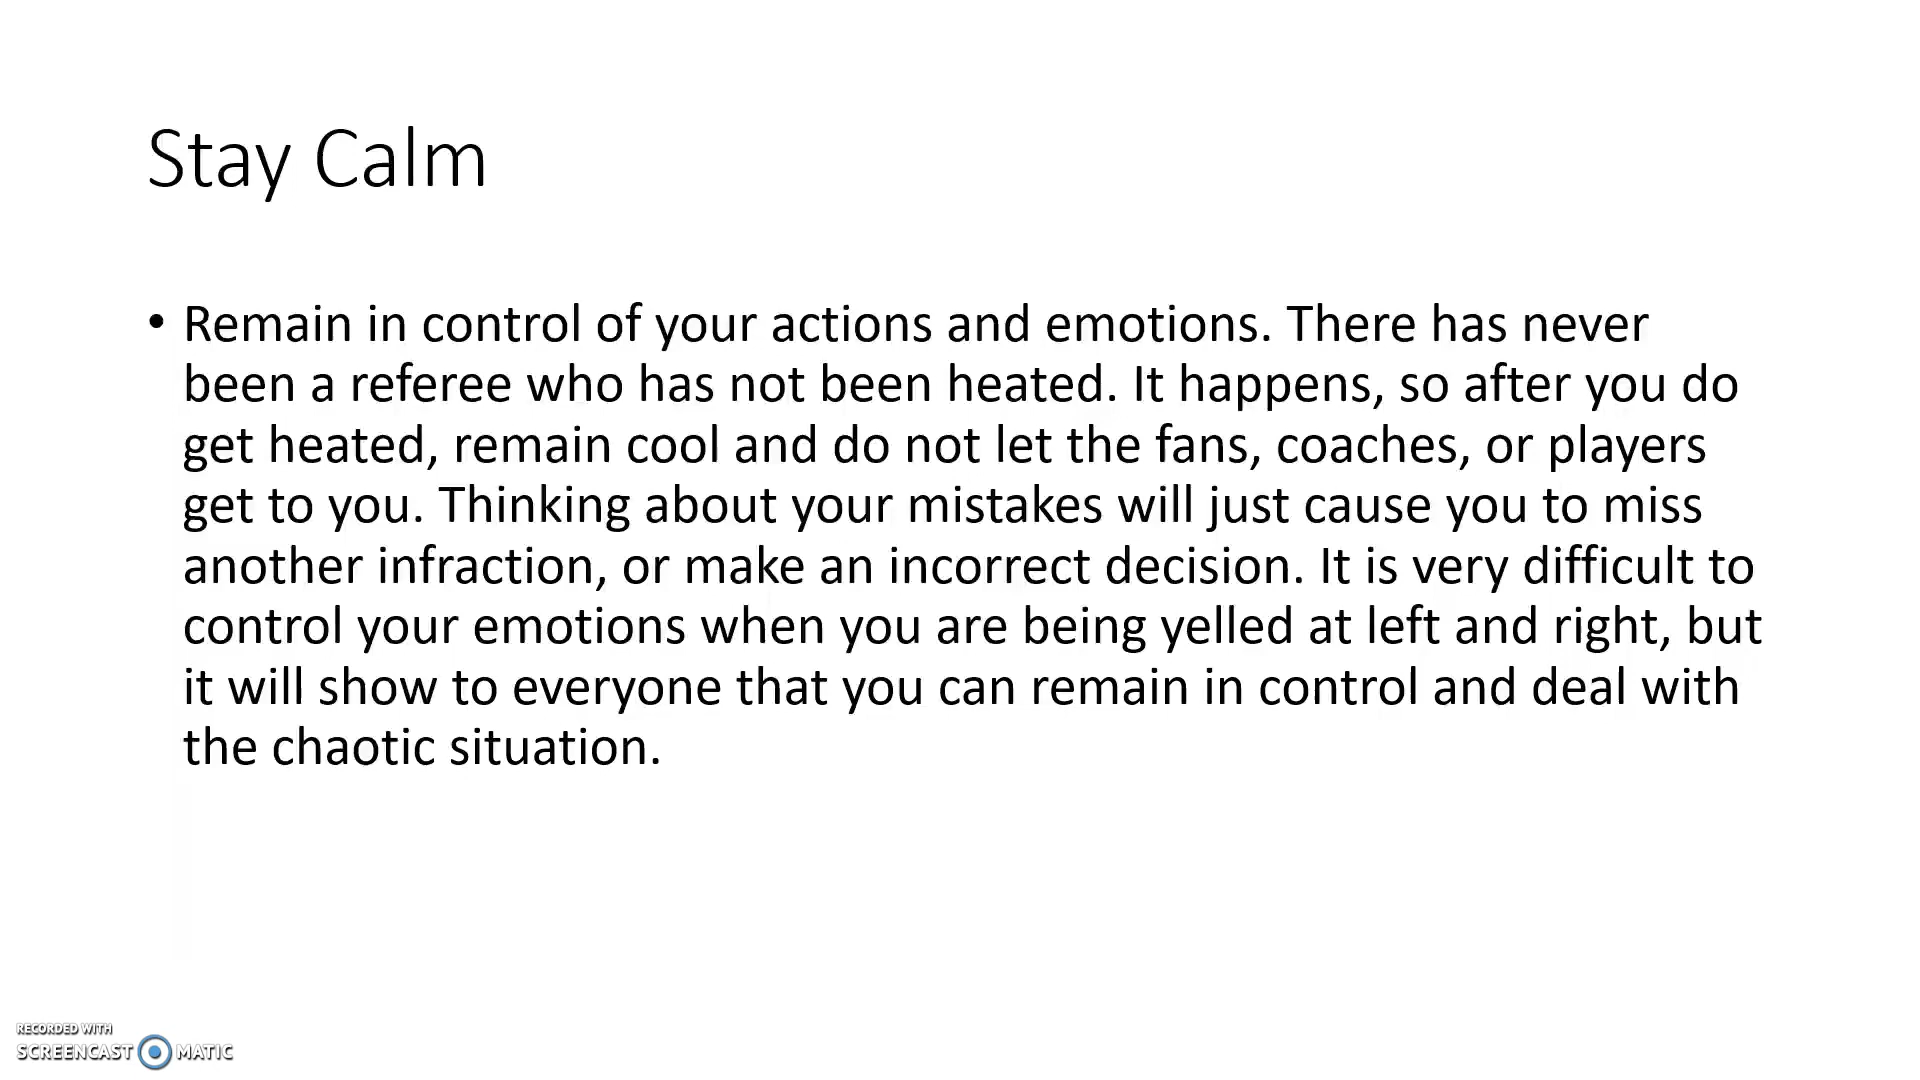 Stay Calm
• Remain in control of your actions and emotions. There has never
been a referee who has not been heated. It happens, so after you do
get heated, remain cool and do not let the fans, coaches, or players
get to you. Thinking about your mistakes will just cause you to miss
another infraction, or make an incorrect decision. It is very difficult to
control your emotions when you are being yelled at left and right, but
it will show to everyone that you can remain in control and deal with
the chaotic situation.
RECORDED WITH
SCREENCAST MATIC